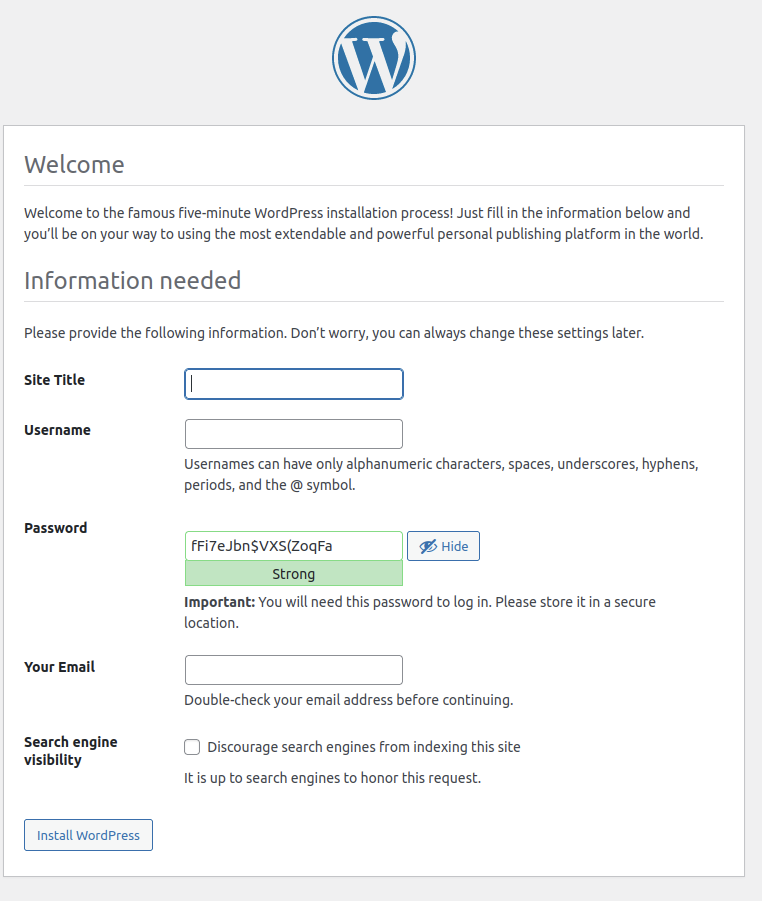 Welcome
Welcome to the famous five-minute WordPress installation process! Just fill in the information below and
you’ll be on your way to using the most extendable and powerful personal publishing platform in the world.
Information needed
Please provide the following information. Don’t worry, you can always change these settings later.
Site Title
Username
Usernames can have only alphanumeric characters, spaces, underscores, hyphens,
periods, and the @ symbol.
Password
fFi7eJbn$VXS(ZoqFa
Hide
Strong
Important: You will need this password to log in. Please store it in a secure
location.
Your Email
Double-check your email address before continuing.
Search engine
visibility
Discourage search engines from indexing this site
It is up to search engines to honor this request.
Install WordPress